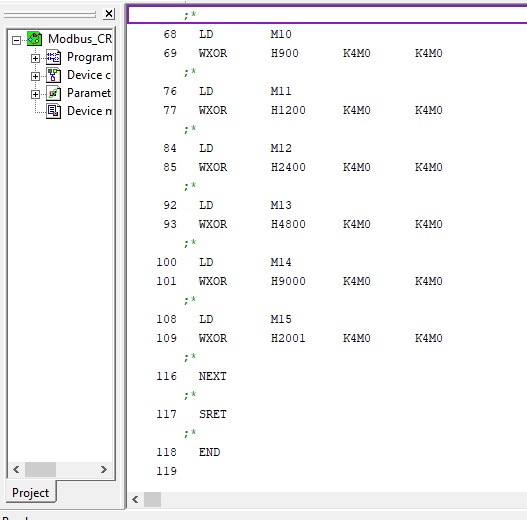 Modbus_CR
Program
Device c
Paramet
Device m
Project
;*
68 LD M10
69 WXOR H900 K4M0 K4M0
;*
76 LD M11
77 WXOR H1200 K4M0 K4M0
;*
84 LD M12
85 WXOR H2400 K4M0 K4M0
;*
92 LD M13
93 WXOR H4800 K4M0 K4M0
;*
100 LD M14
101 WXOR H9000 K4M0 K4M0
;*
108 LD M15
109 WXOR H2001 K4M0 K4M0
;*
116 NEXT
;*
117 SRET
;*
118 END
119